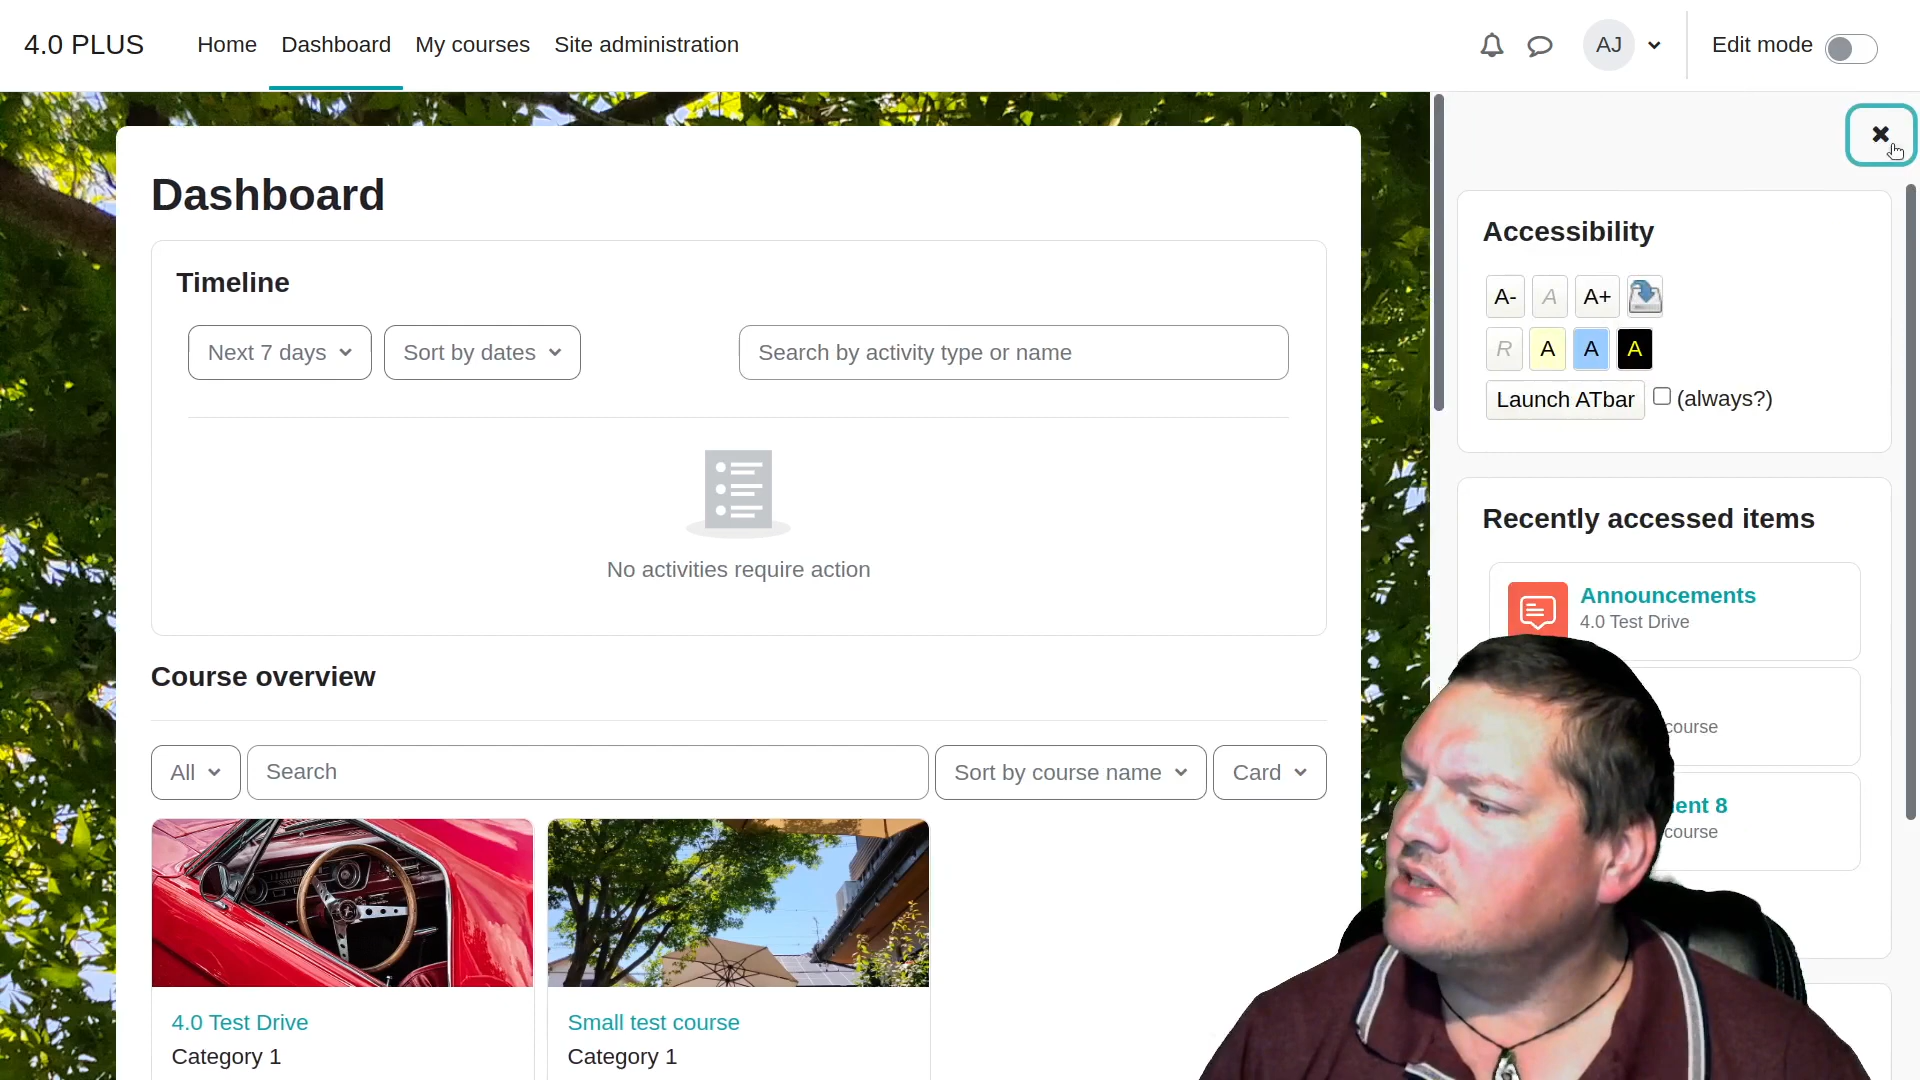 4.0 PLUS
Home Dashboard My courses Site administration
AJ
Edit mode
Dashboard
Timeline
Next 7 days
Sort by dates
Search by activity type or name
No activities require action
Course overview
All
Search
Sort by course name
Card
4.0 Test Drive
Category 1
Small test course
Category 1
Accessibility
A- A A+
R A A A
Launch ATbar (always?)
Recently accessed items
Announcements
4.0 Test Drive
course
8
course